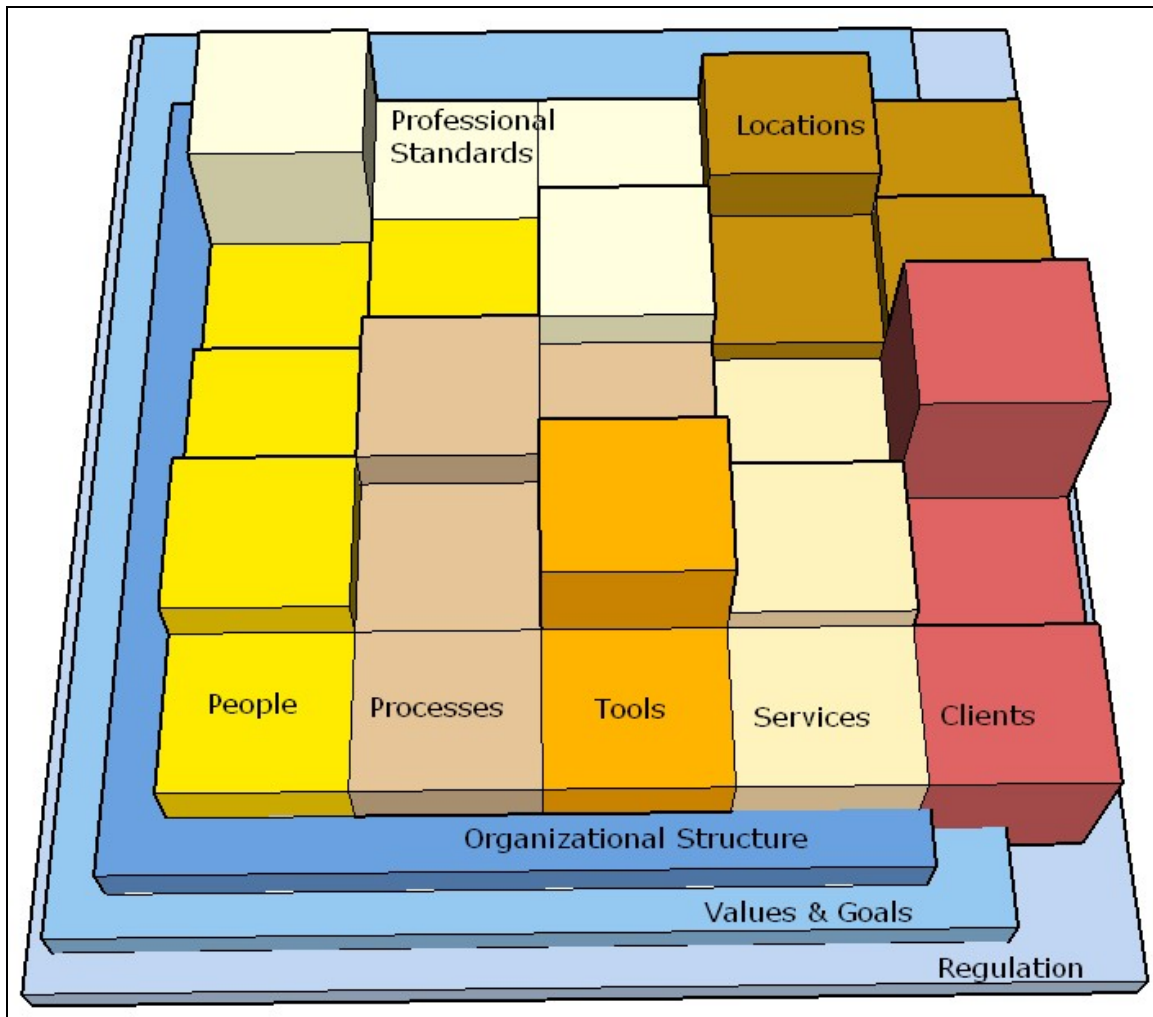 Professional
Standards
Locations
People
Processes
Tools
Services
Clients
Organizational Structure
Values & Goals
Regulation